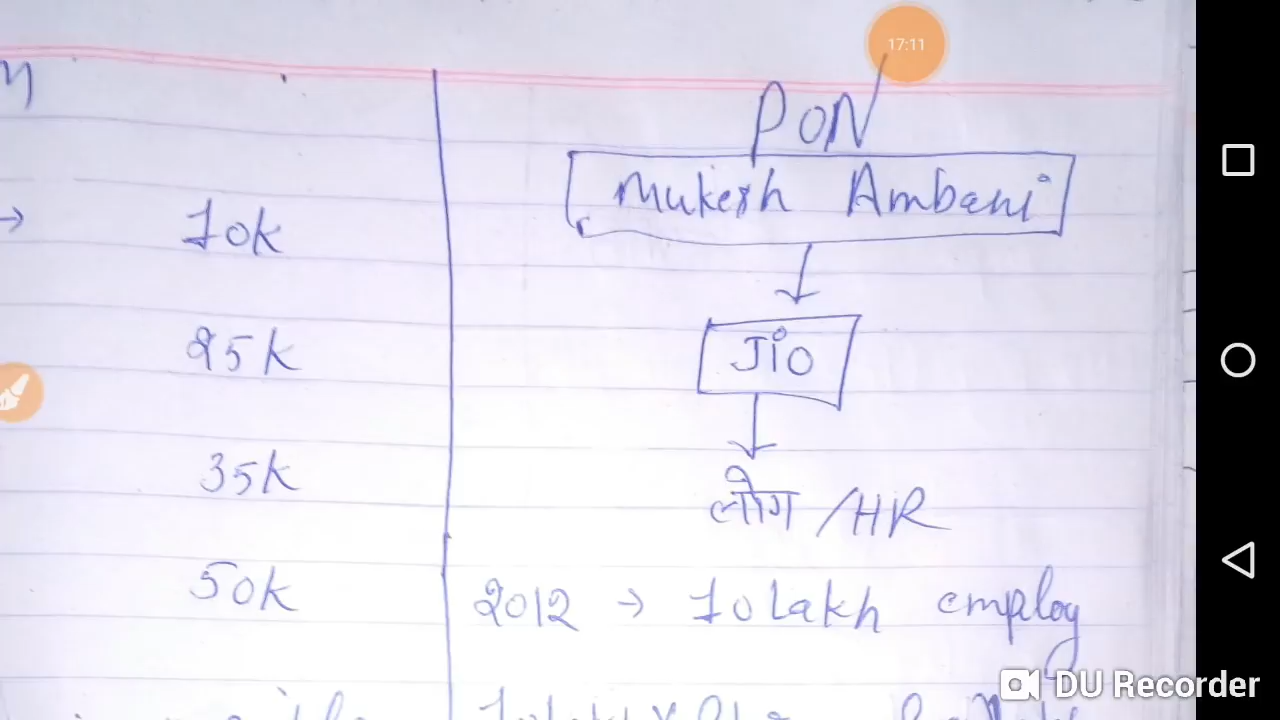 17:11
PON
Mukesh Ambani
10k
JiO
25k
35k
लोग /HR
50k
2012 → 10 Lakh employ
DU Recorder